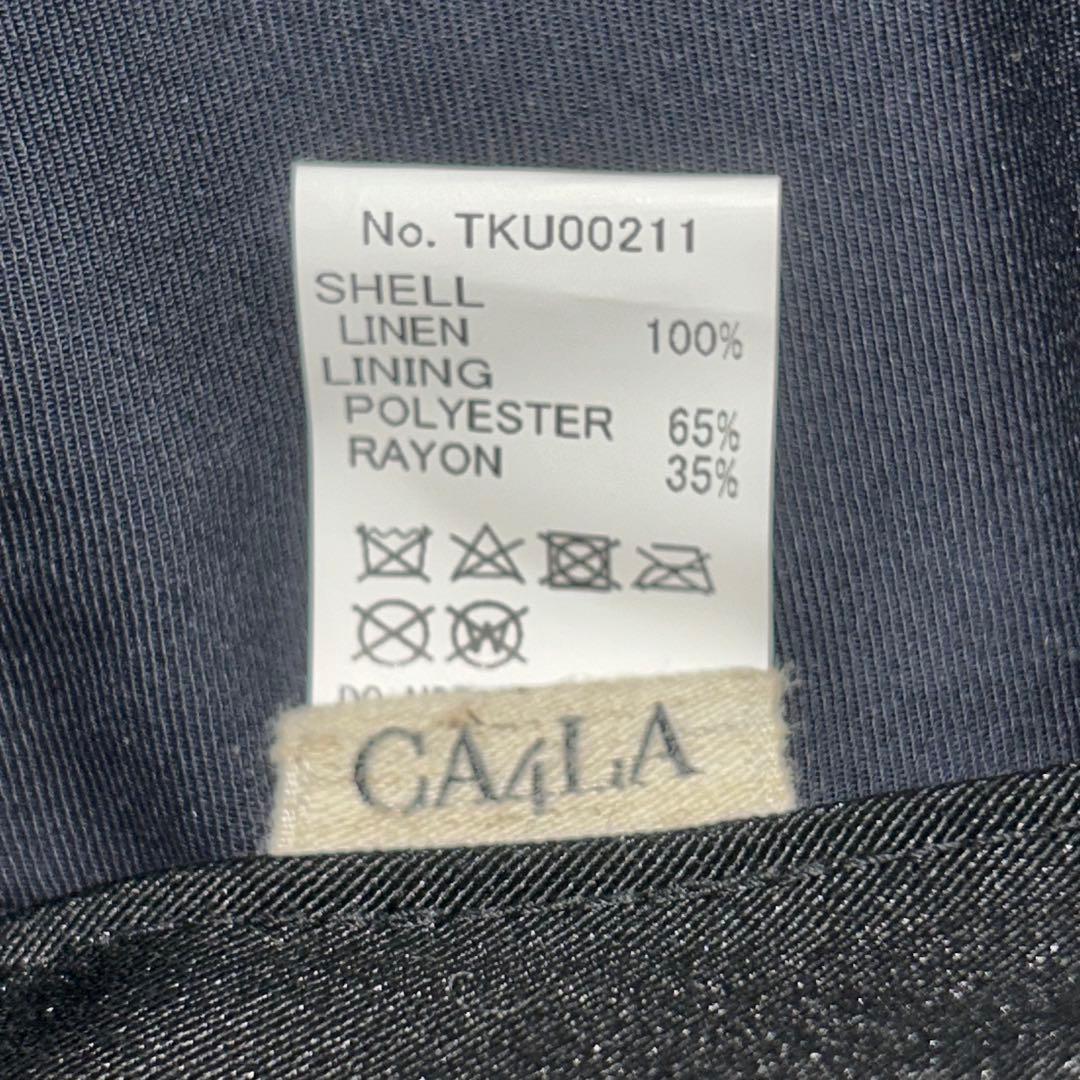 No. TKU00211
SHELL
LINEN 100%
LINING
POLYESTER 65%
RAYON 35%
W
CA4LA